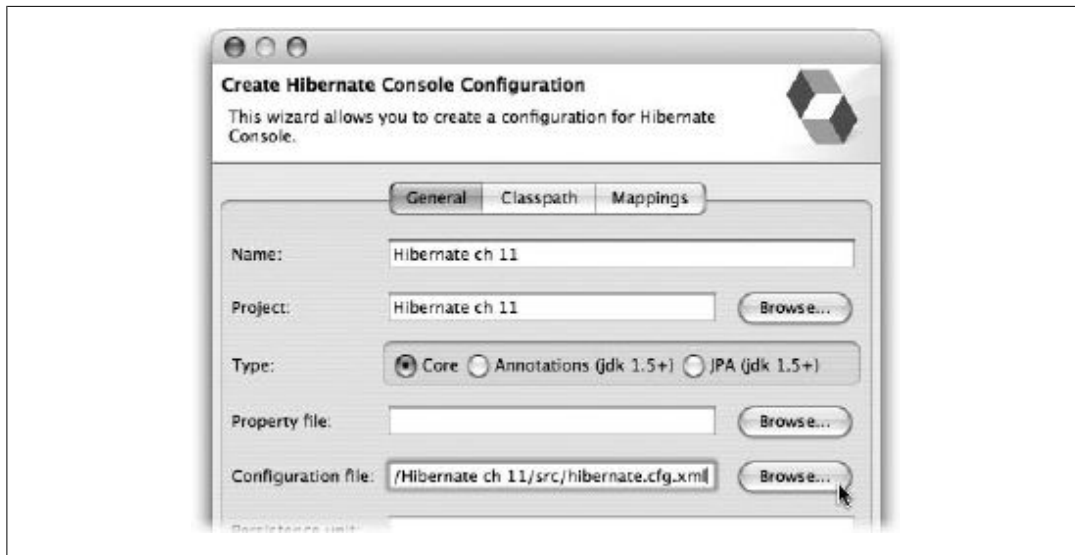 Create Hibernate Console Configuration
This wizard allows you to create a configuration for Hibernate
Console.
General Classpath Mappings
Name: Hibernate ch 11
Project: Hibernate ch 11 Browse...
Type: Core Annotations (jdk 1.5+) JPA (jdk 1.5+)
Property file: Browse...
Configuration file: /Hibernate ch 11/src/hibernate.cfg.xml Browse...
Persistence unit: